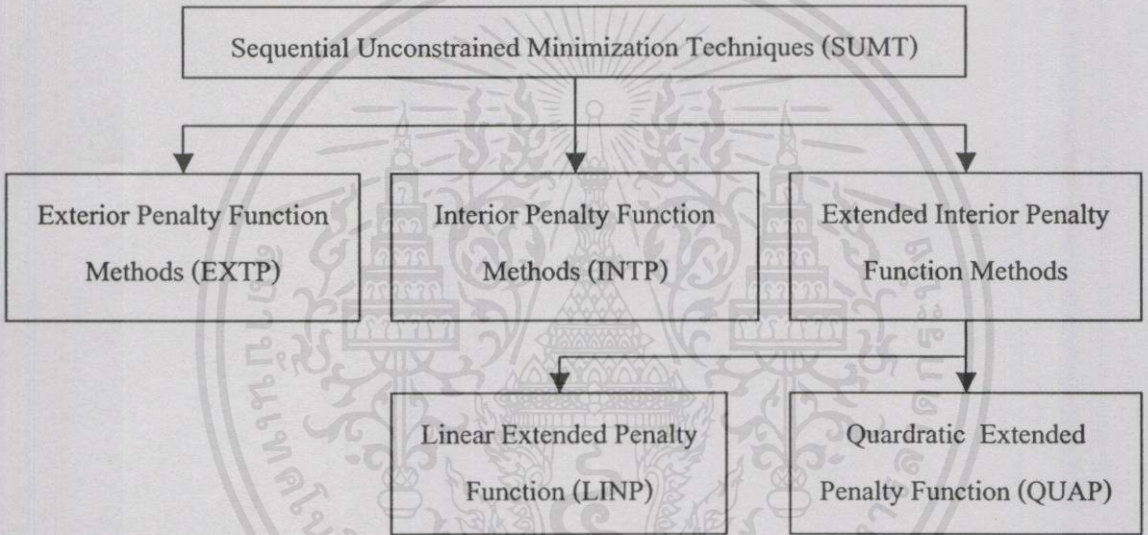 Sequential Unconstrained Minimization Techniques (SUMT)
Exterior Penalty Function
Methods (EXTP)
Interior Penalty Function
Methods (INTP)
Extended Interior Penalty
Function Methods
Linear Extended Penalty
Function (LINP)
Quardratic Extended
Penalty Function (QUAP)